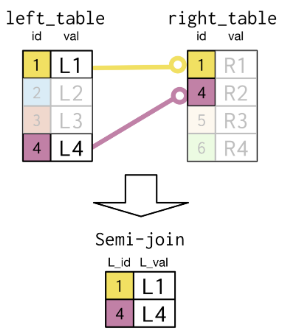 left_table right_table
id val id val
1 L1 1 R1
2 L2 4 R2
3 L3 5 R3
4 L4 6 R4
Semi-join
L_id L_val
1 L1
4 L4